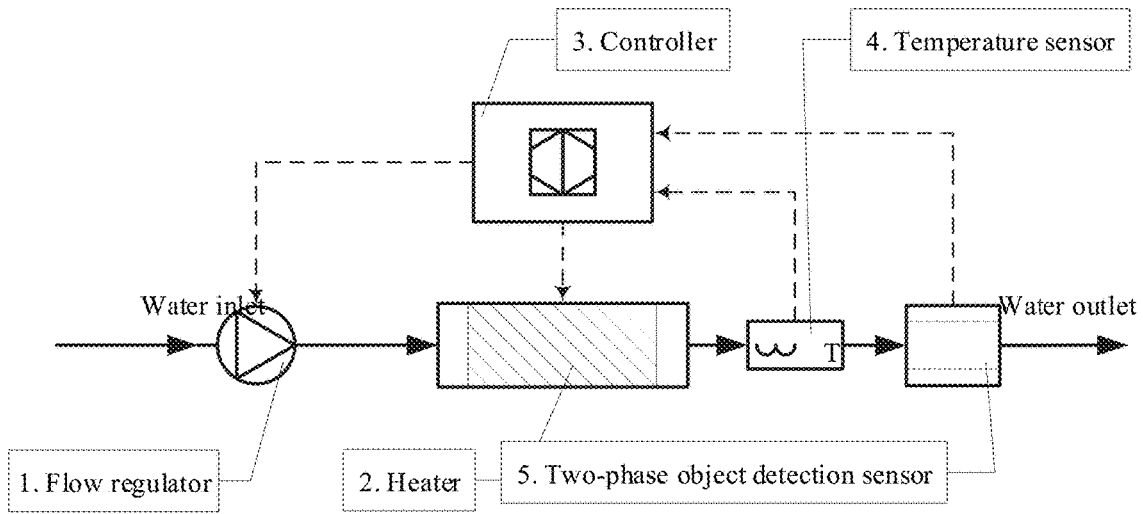 3. Controller
4. Temperature sensor
Water inlet
Water outlet
T
1. Flow regulator
2. Heater
5. Two-phase object detection sensor